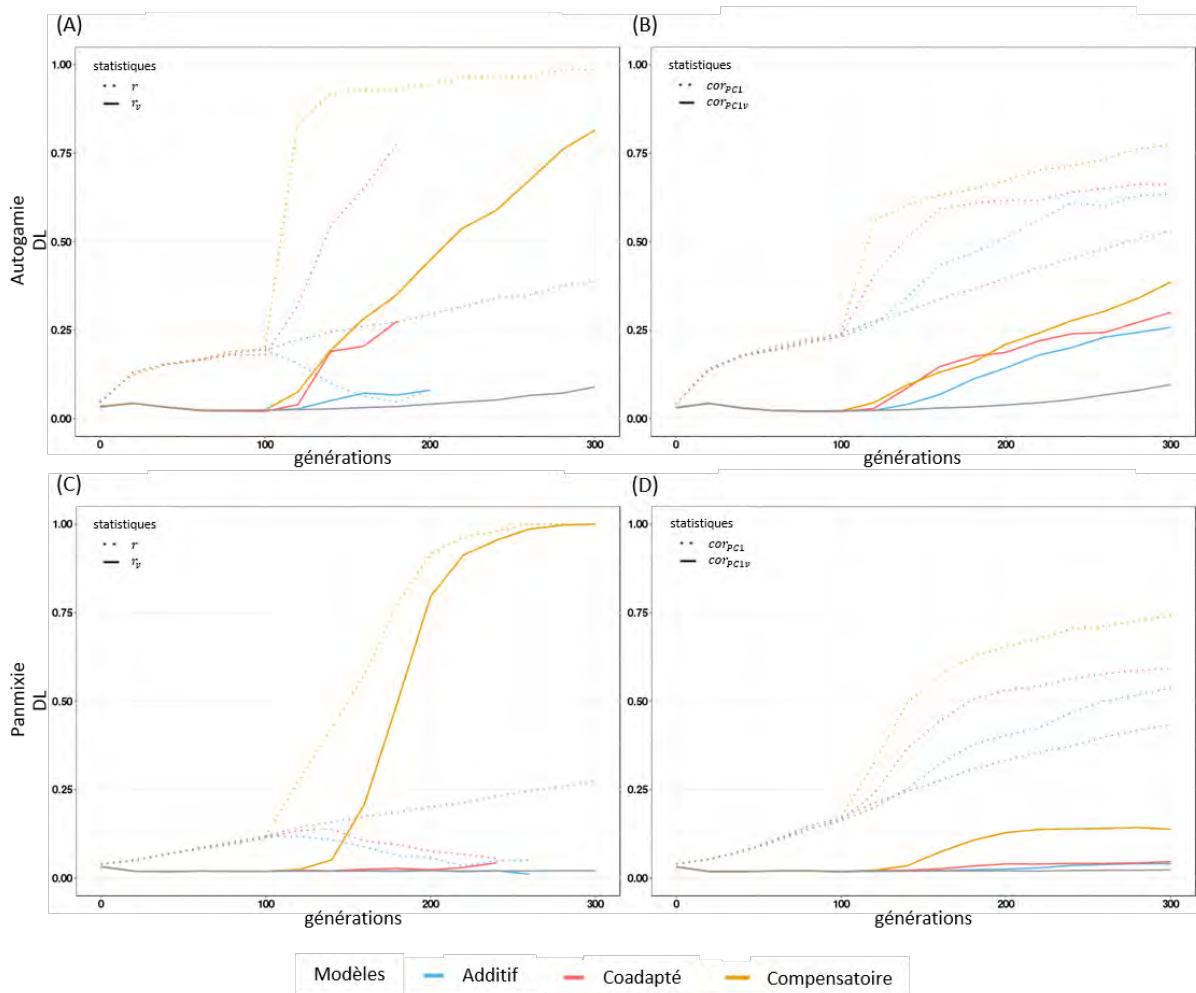 (A)
statistiques
r
r_v
1.00
0.75
0.50
0.25
0.00
0
100
200
300
générations
Autogamie
DL
(B)
statistiques
cor_PC1
cor_PC1v
1.00
0.75
0.50
0.25
0.00
0
100
200
300
générations
(C)
statistiques
r
r_v
1.00
0.75
0.50
0.25
0.00
0
100
200
300
générations
Panmixie
DL
(D)
statistiques
cor_PC1
cor_PC1v
1.00
0.75
0.50
0.25
0.00
0
100
200
300
générations
Modèles Additif Coadapté Compensatoire